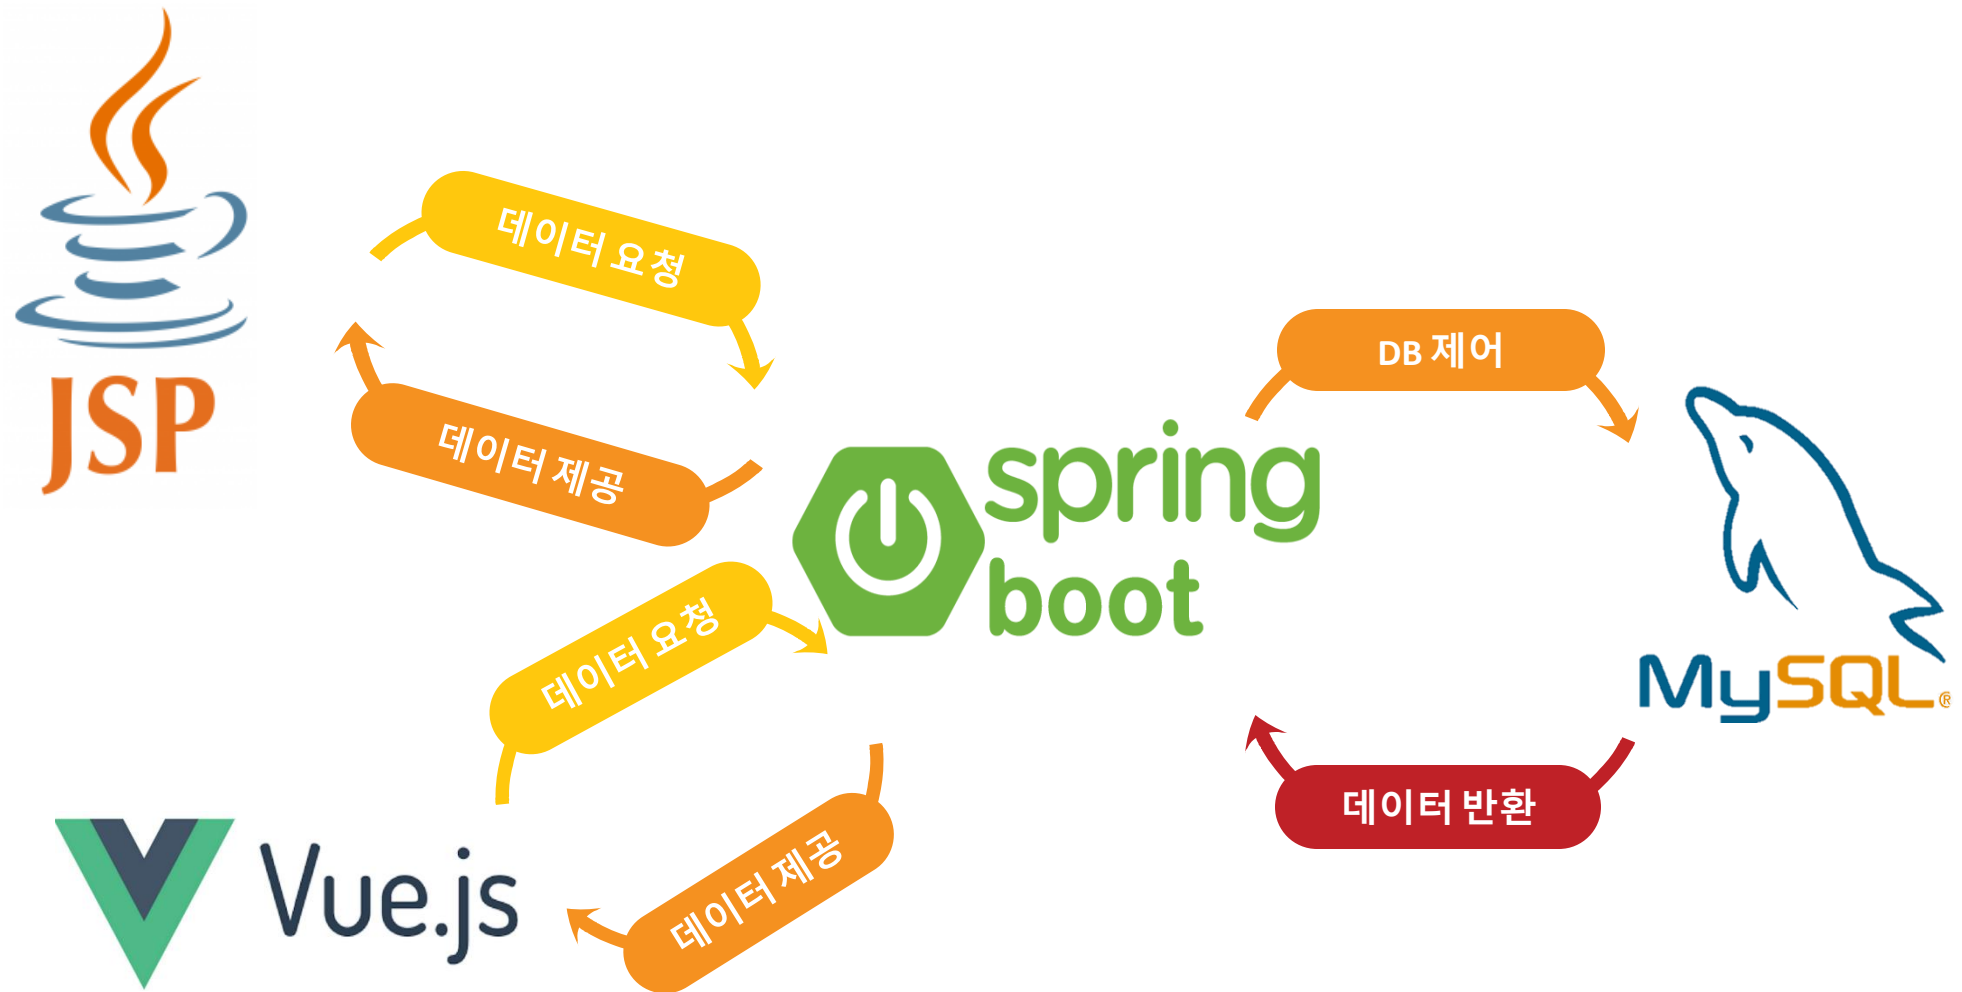 데이터 요청
JSP
데이터 제공
DB 제어
spring
boot
데이터 요청
MySQL®
데이터 반환
데이터 제공
Vue.js